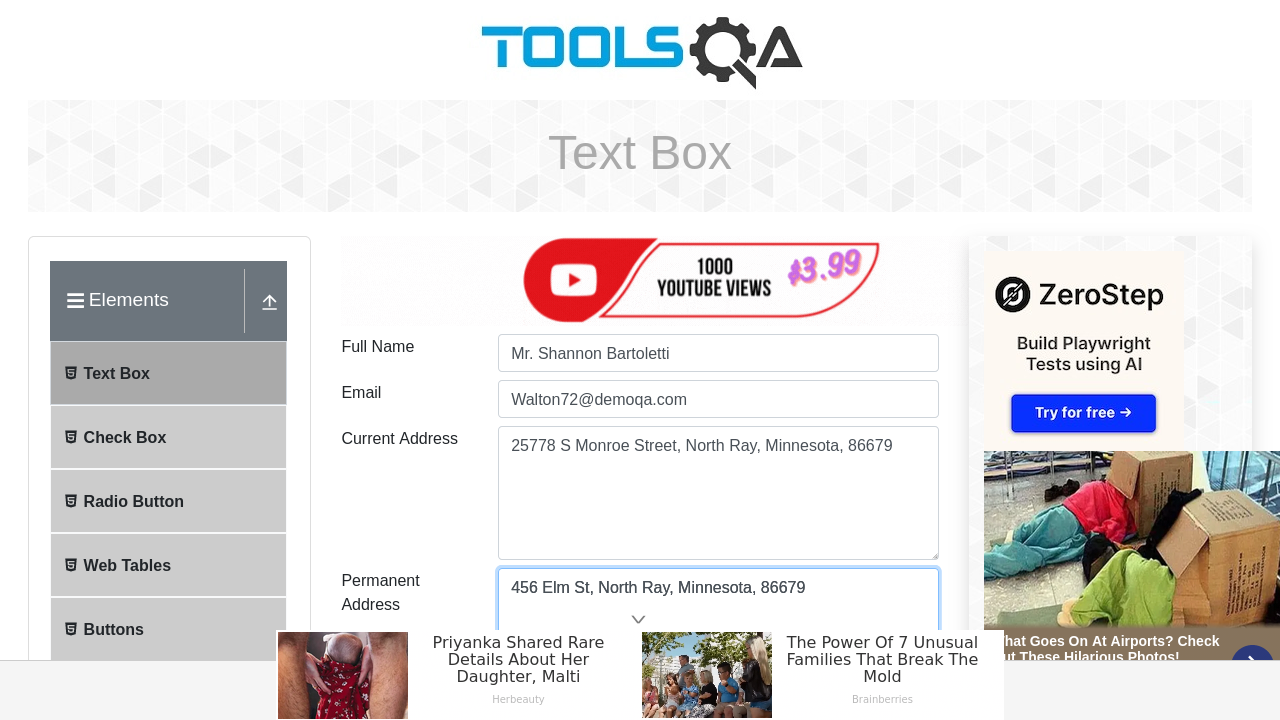 TOOLSQA
Text Box
Elements
Text Box
Check Box
Radio Button
Web Tables
Buttons
1000
YOUTUBE VIEWS
$3.99
Full Name
Mr. Shannon Bartoletti
Email
Walton72@demoqa.com
Current Address
25778 S Monroe Street, North Ray, Minnesota, 86679
Permanent
Address
456 Elm St, North Ray, Minnesota, 86679
ZeroStep
Build Playwright
Tests using AI
Try for free →
Goes On At Airports? Check
These Hilarious Photos!
Priyanka Shared Rare
Details About Her
Daughter, Malti
Herbeauty
The Power Of 7 Unusual
Families That Break The
Mold
Brainberries